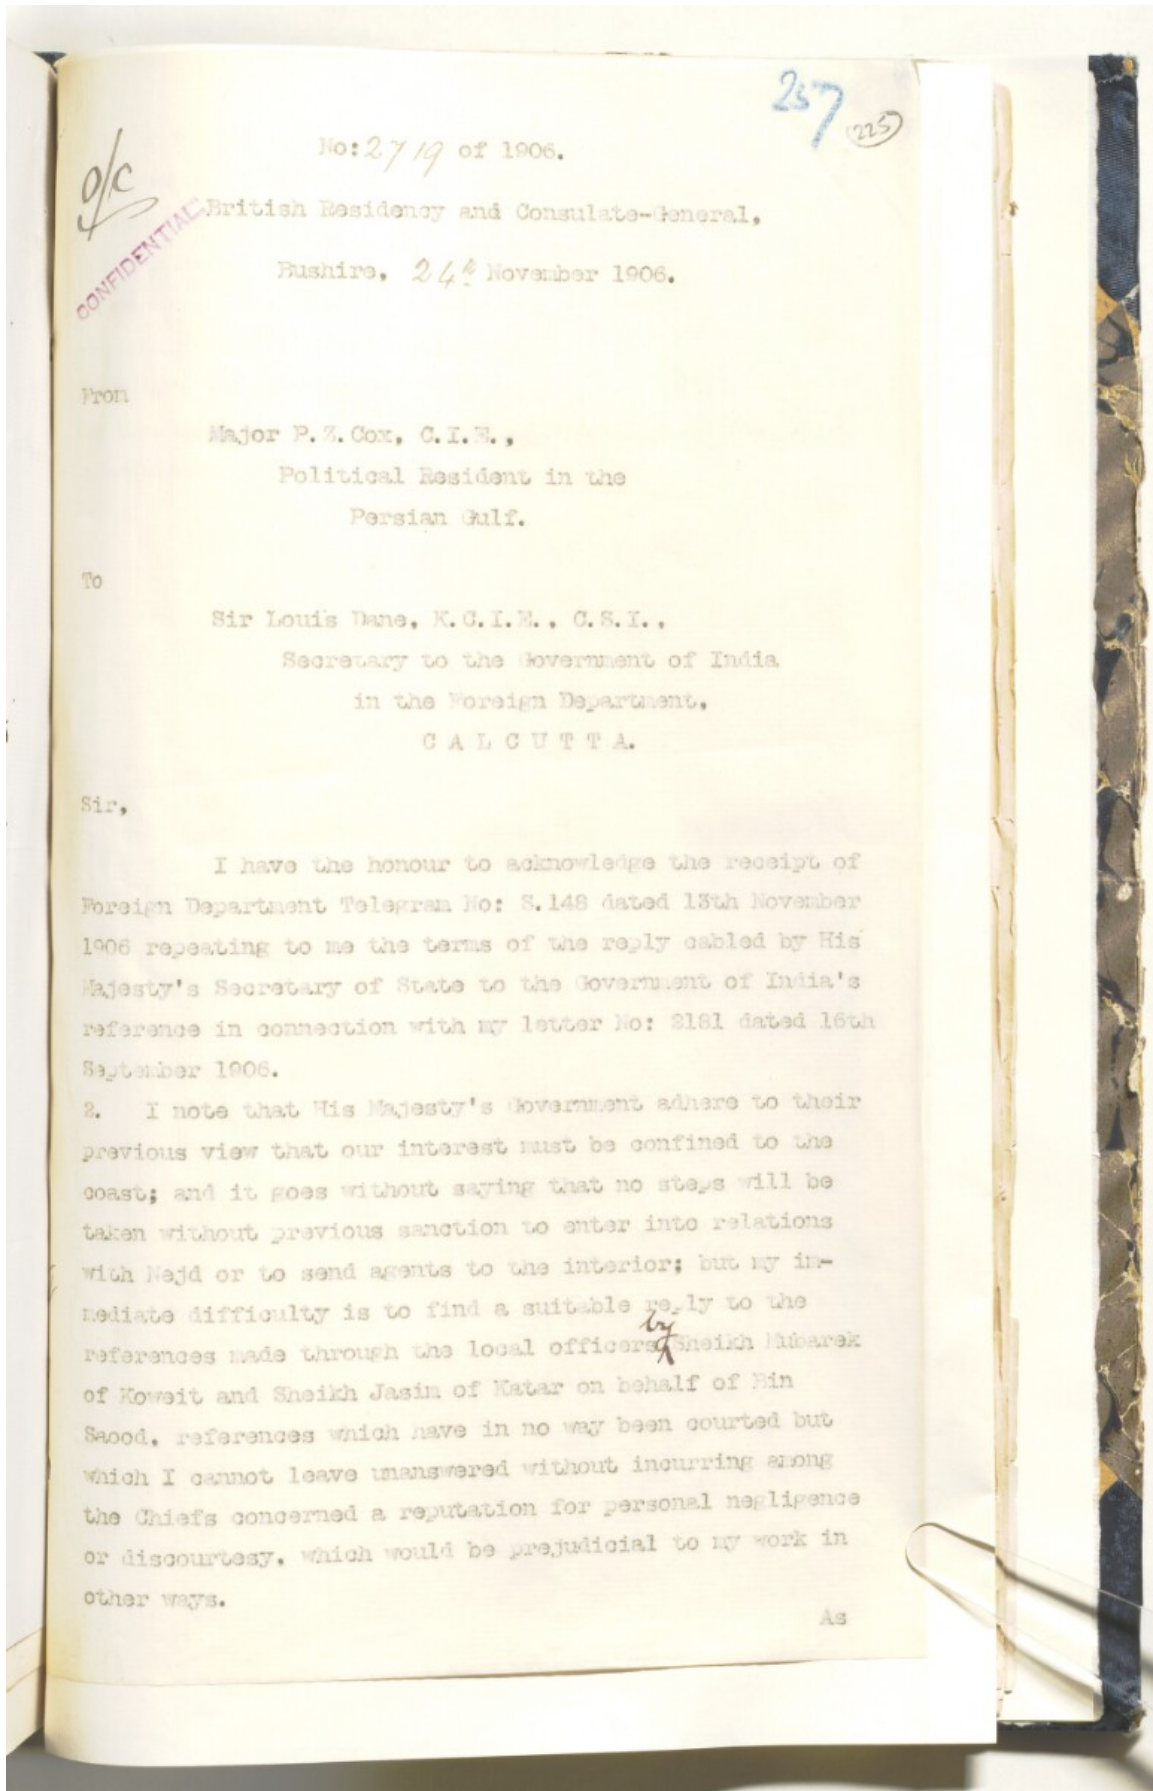 257
(225)
O/C
CONFIDENTIAL
No: 2719 of 1906.
British Residency and Consulate-General,
Bushire, 24th November 1906.
From
Major P.Z.Cox, C.I.E.,
Political Resident in the
Persian Gulf.
To
Sir Louis Dane, K.C.I.E., C.S.I.,
Secretary to the Government of India
in the Foreign Department,
CALCUTTA.
Sir,
I have the honour to acknowledge the receipt of
Foreign Department Telegram No: S.148 dated 13th November
1906 repeating to me the terms of the reply cabled by His
Majesty's Secretary of State to the Government of India's
reference in connection with my letter No: 2181 dated 16th
September 1906.
2. I note that His Majesty's Government adhere to their
previous view that our interest must be confined to the
coast; and it goes without saying that no steps will be
taken without previous sanction to enter into relations
with Nejd or to send agents to the interior; but my im-
mediate difficulty is to find a suitable reply to the
references made through the local officers by Sheikh Mubarek
of Koweit and Sheikh Jasim of Katar on behalf of Bin
Saood, references which have in no way been courted but
which I cannot leave unanswered without incurring among
the Chiefs concerned a reputation for personal negligence
or discourtesy, which would be prejudicial to my work in
other ways.
As